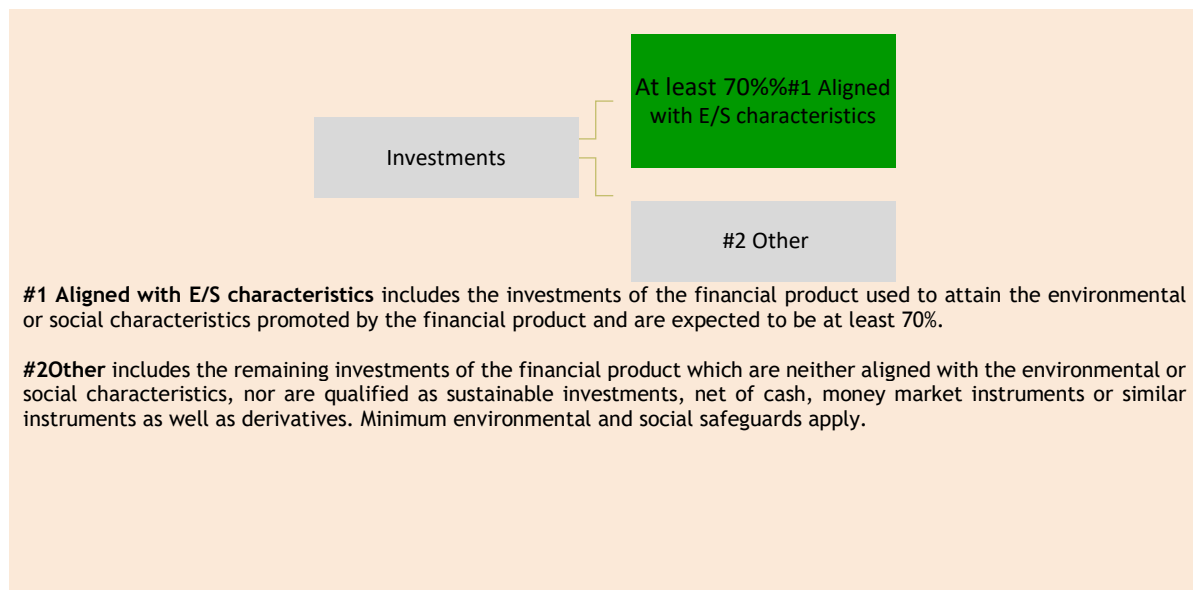 At least 70%%#1 Aligned
with E/S characteristics
Investments
#2 Other
#1 Aligned with E/S characteristics includes the investments of the financial product used to attain the environmental
or social characteristics promoted by the financial product and are expected to be at least 70%.
#2Other includes the remaining investments of the financial product which are neither aligned with the environmental or
social characteristics, nor are qualified as sustainable investments, net of cash, money market instruments or similar
instruments as well as derivatives. Minimum environmental and social safeguards apply.